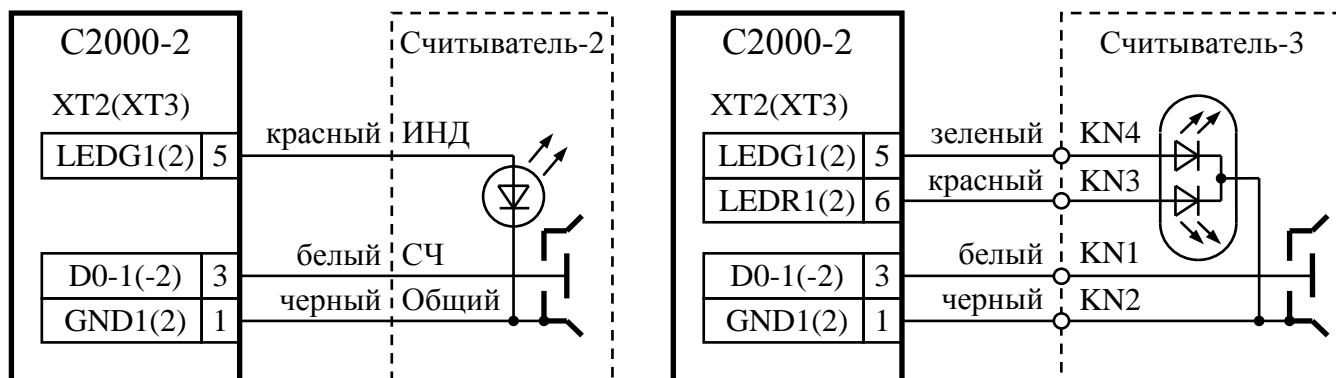 С2000-2
Считыватель-2
XT2(XT3)
красный ИНД
LEDG1(2) 5
белый СЧ
D0-1(-2) 3
черный Общий
GND1(2) 1
С2000-2
Считыватель-3
XT2(XT3)
зеленый KN4
LEDG1(2) 5
красный KN3
LEDR1(2) 6
белый KN1
D0-1(-2) 3
черный KN2
GND1(2) 1